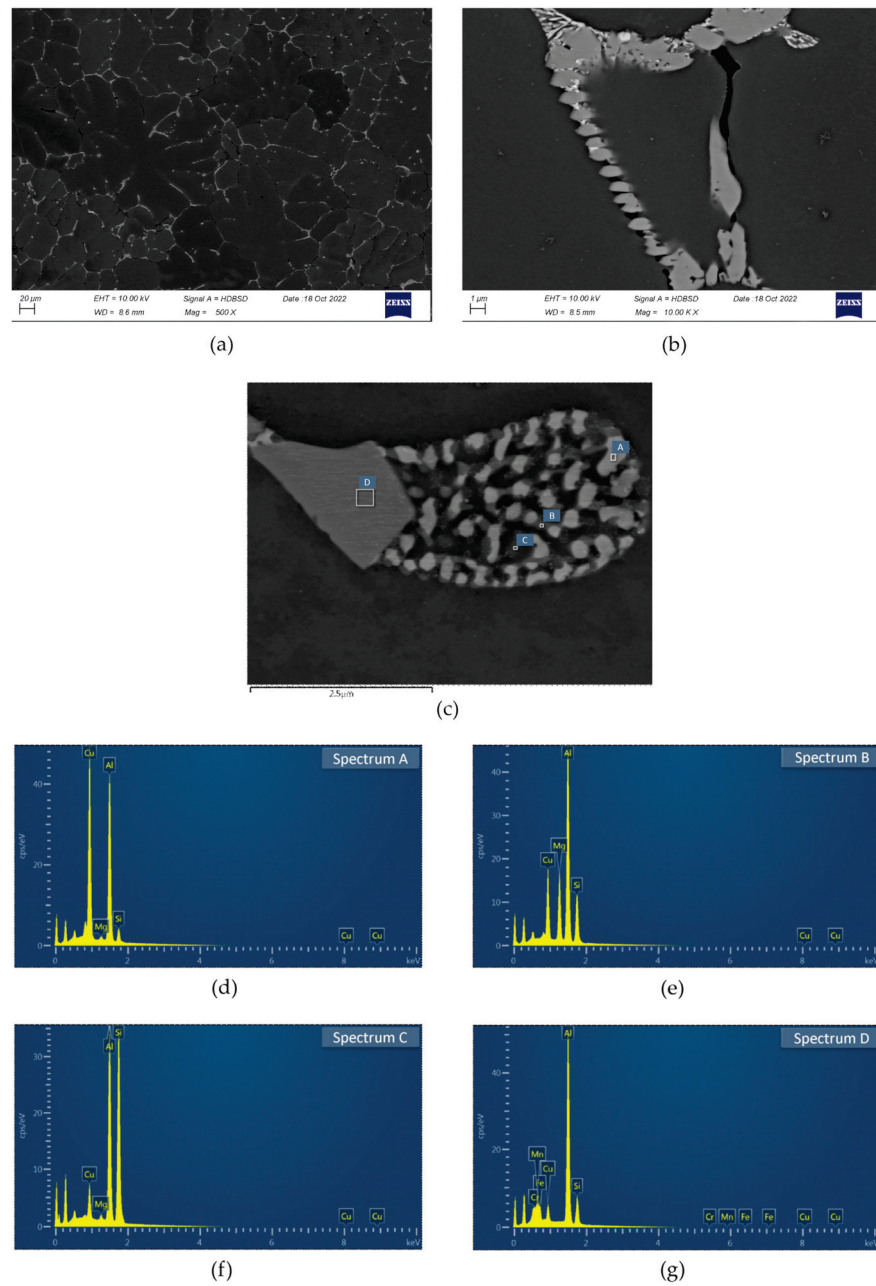 20 µm
EHT = 10.00 kV
Signal A = HDBSD
Date :18 Oct 2022
WD = 8.6 mm
Mag = 500 X
ZEISS
1 µm
EHT = 10.00 kV
Signal A = HDBSD
Date :18 Oct 2022
WD = 8.5 mm
Mag = 10.00 K X
ZEISS
(a)
(b)
A
D
B
C
2.5µm
(c)
Spectrum A
Cu
Al
40
cps/eV
20
Mg
Si
Cu
Cu
0
0
2
4
6
8
keV
Spectrum B
Al
40
30
cps/eV
20
Cu
Mg
Si
10
Cu
Cu
0
0
2
4
6
8
keV
(d)
(e)
Spectrum C
Si
Al
30
cps/eV
20
10
Cu
Mg
Cu
Cu
0
0
2
4
6
8
keV
Spectrum D
Al
40
cps/eV
20
Mn
Cu
Fe
Cr
Si
Cr
Mn
Fe
Fe
Cu
Cu
0
0
2
4
6
8
keV
(f)
(g)